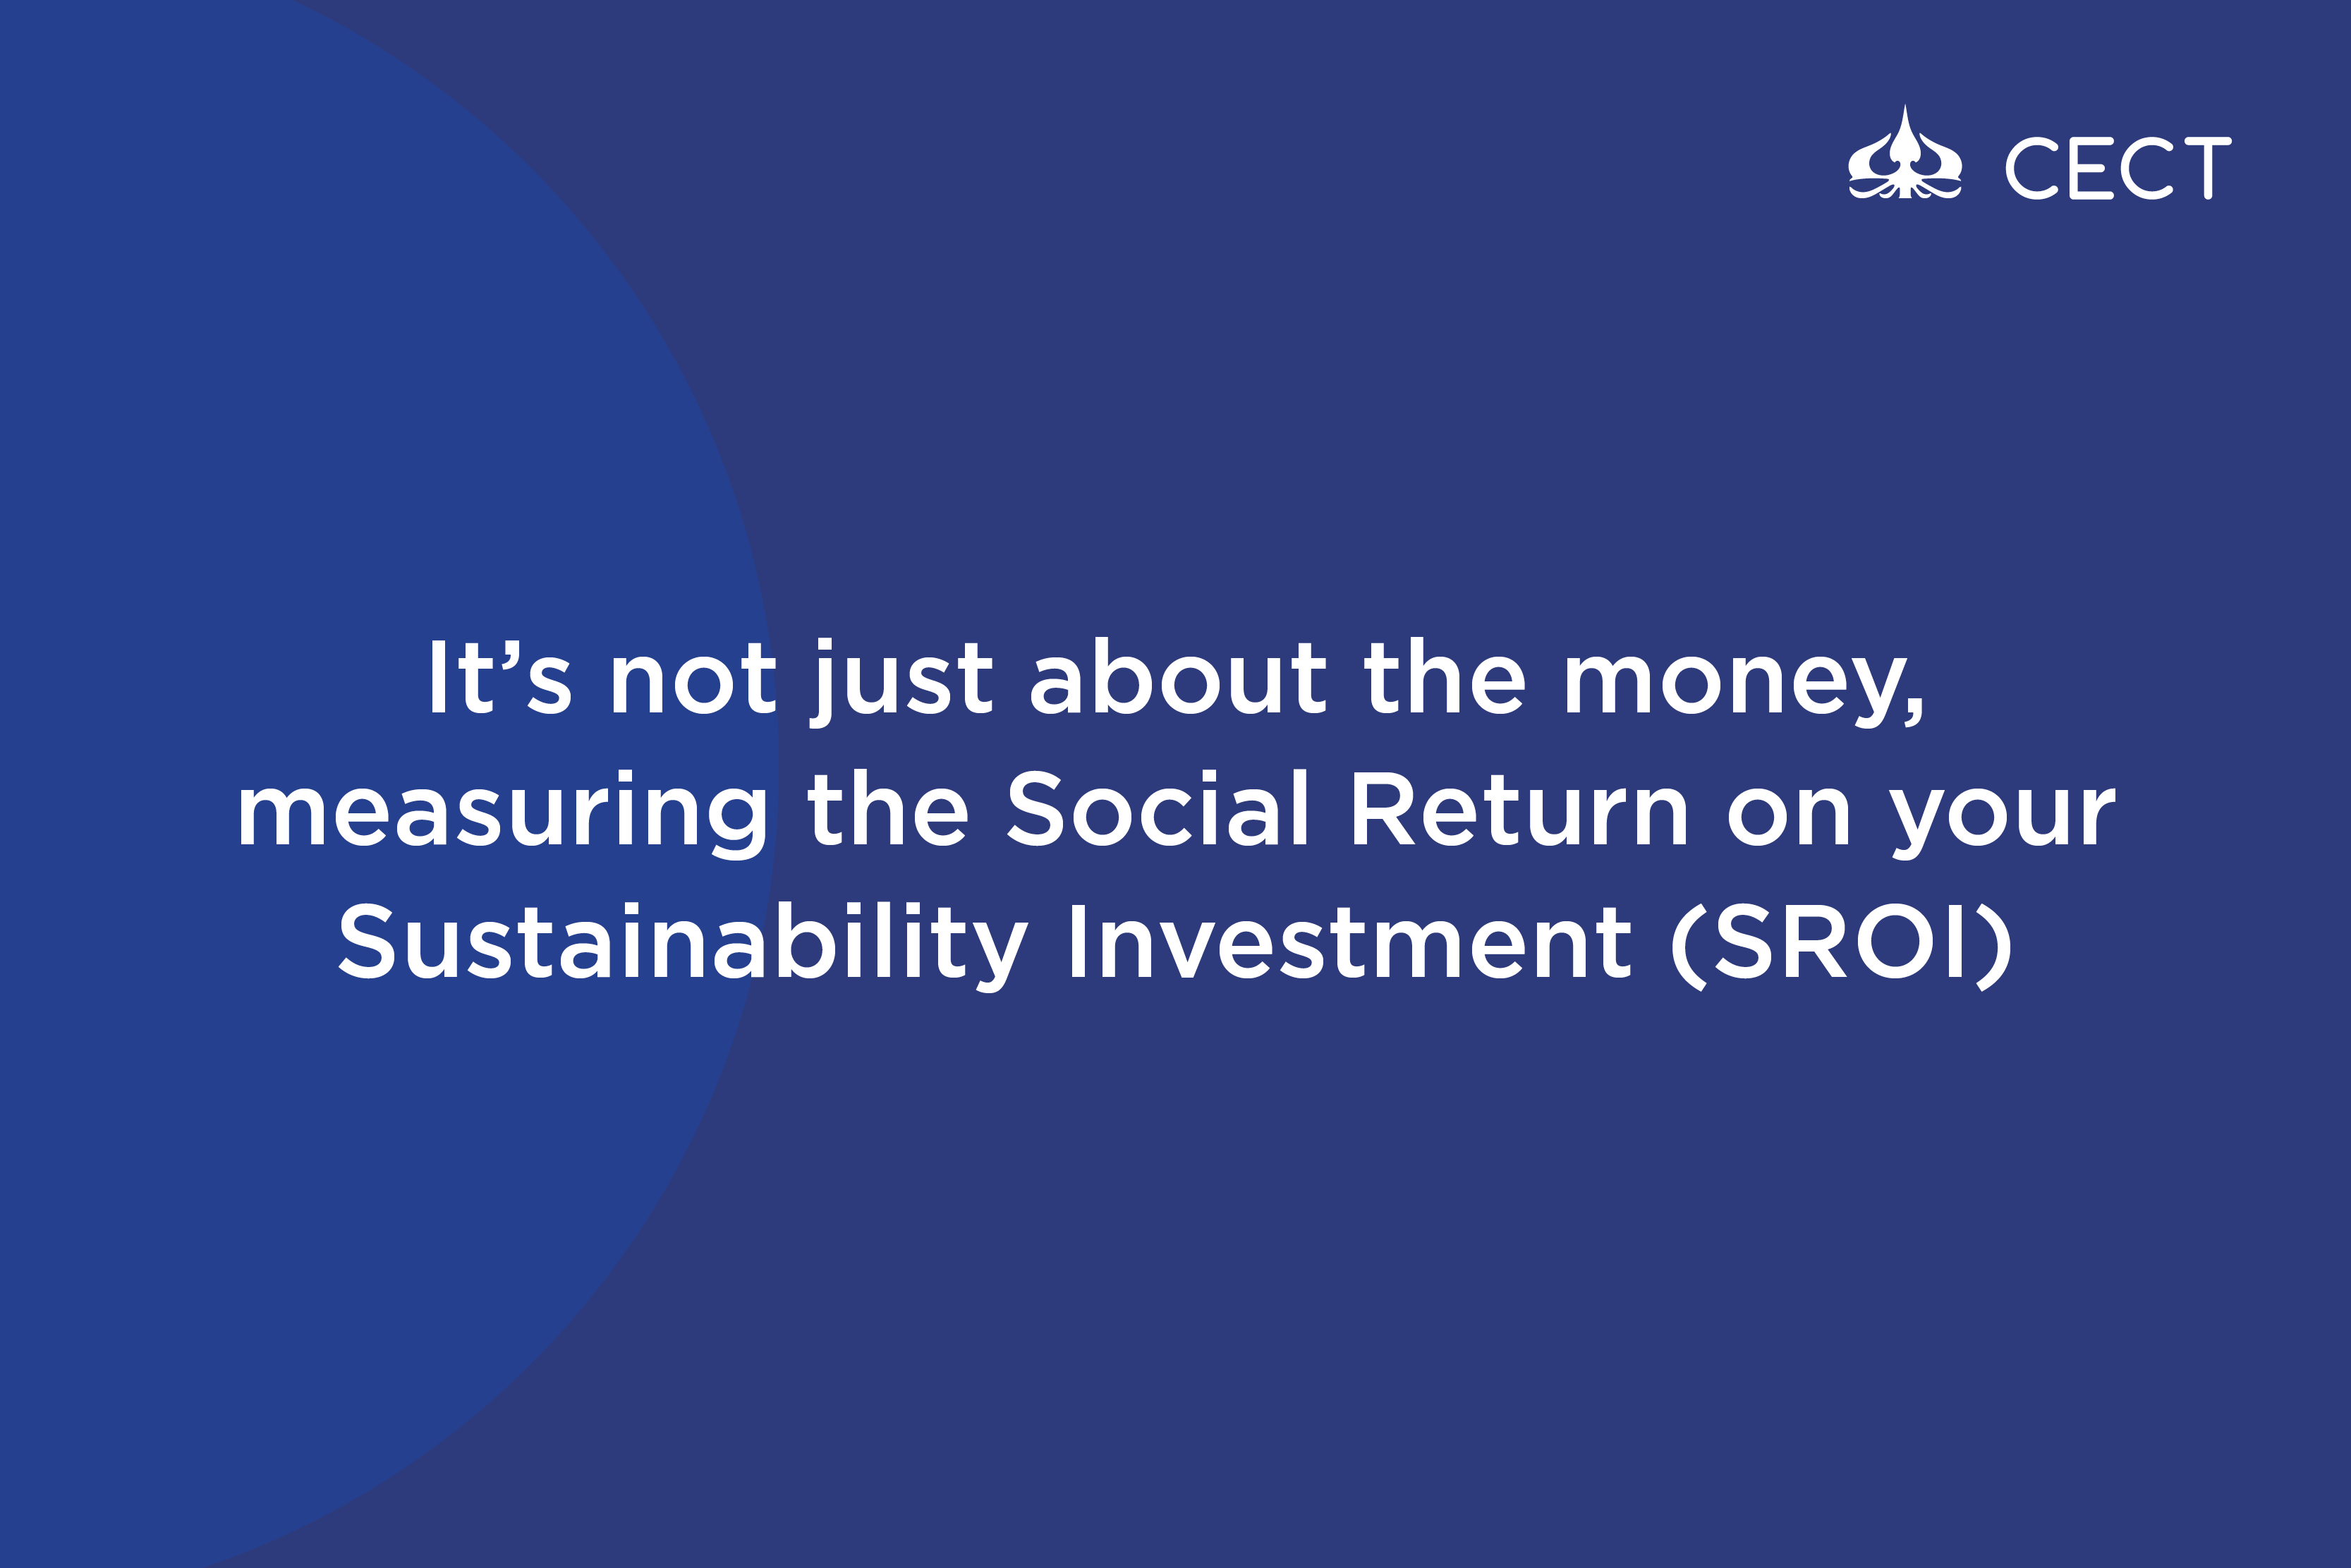 CECT
It’s not just about the money,
measuring the Social Return on your
Sustainability Investment (SROI)